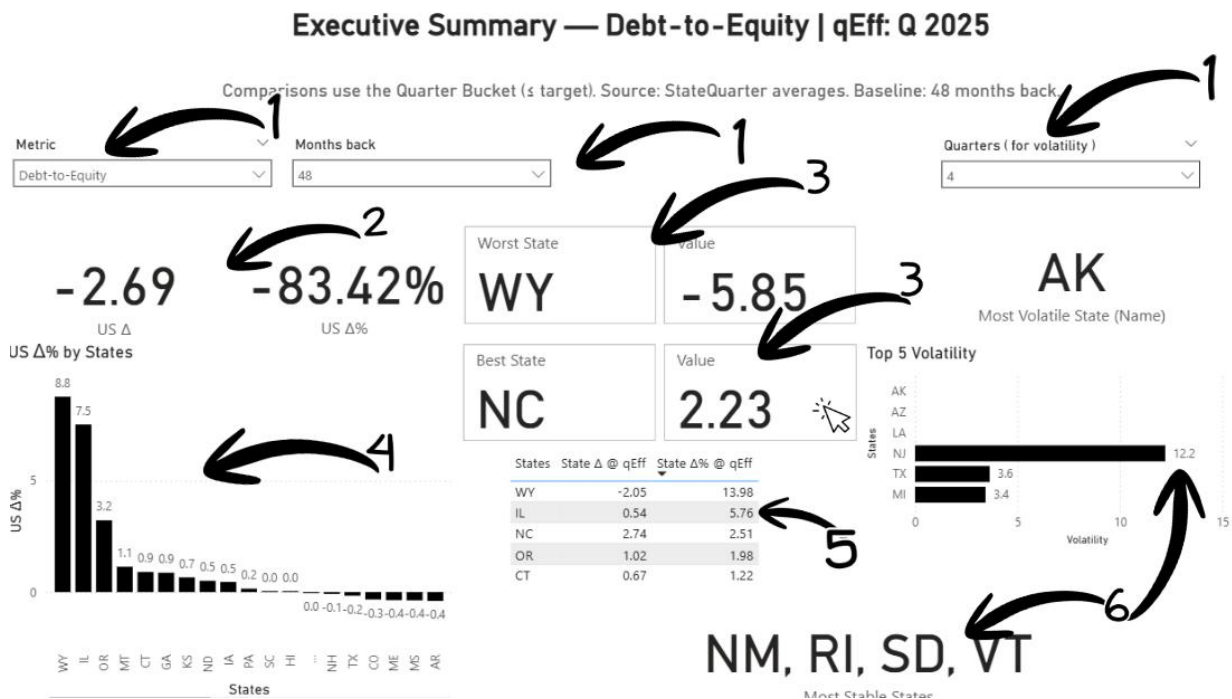 Executive Summary — Debt-to-Equity | qEff: Q 2025
Comparisons use the Quarter Bucket (≤ target). Source: StateQuarter averages. Baseline: 48 months back.
1
1
1
Metric
Debt-to-Equity
Months back
48
Quarters ( for volatility )
4
2
3
-2.69
US Δ
-83.42%
US Δ%
Worst State
WY
Value
-5.85
3
AK
Most Volatile State (Name)
Best State
NC
Value
2.23
US Δ% by States
8.8
7.5
3.2
1.1
0.9
0.9
0.7
0.5
0.5
0.2
0.0
0.0
0.0
-0.1
-0.2
-0.3
-0.4
-0.4
-0.4
5
0
US Δ%
WY
IL
OR
MT
CT
GA
KS
ND
IA
PA
SC
HI
...
NH
TX
CO
ME
MS
AR
States
4
States State Δ @ qEff State Δ% @ qEff
WY -2.05 13.98
IL 0.54 5.76
NC 2.74 2.51
OR 1.02 1.98
CT 0.67 1.22
5
Top 5 Volatility
States
AK
AZ
LA
NJ 12.2
TX 3.6
MI 3.4
0 5 10 15
Volatility
6
NM, RI, SD, VT
Most Stable States